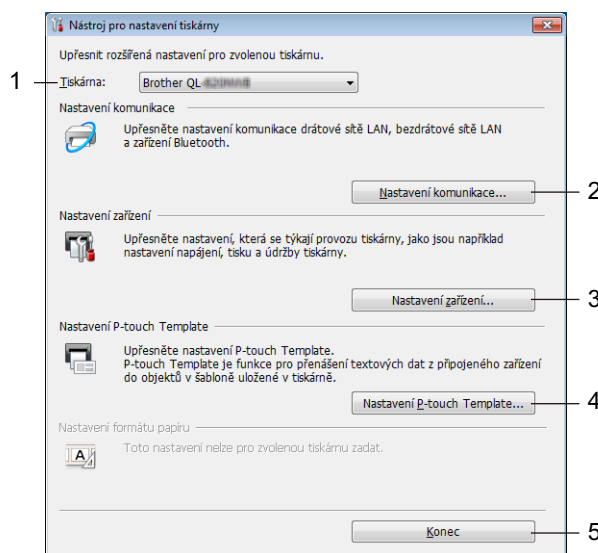 Nástroj pro nastavení tiskárny
Upřesnit rozšířená nastavení pro zvolenou tiskárnu.
1
Tiskárna: Brother QL
Nastavení komunikace
Upřesněte nastavení komunikace drátové sítě LAN, bezdrátové sítě LAN
a zařízení Bluetooth.
Nastavení komunikace...
2
Nastavení zařízení
Upřesněte nastavení, která se týkají provozu tiskárny, jako jsou například
nastavení napájení, tisku a údržby tiskárny.
Nastavení zařízení...
3
Nastavení P-touch Template
Upřesněte nastavení P-touch Template.
P-touch Template je funkce pro přenášení textových dat z připojeného zařízení
do objektů v šabloně uložené v tiskárně.
Nastavení P-touch Template...
4
Nastavení formátu papíru
A
Toto nastavení nelze pro zvolenou tiskárnu zadat.
Konec
5